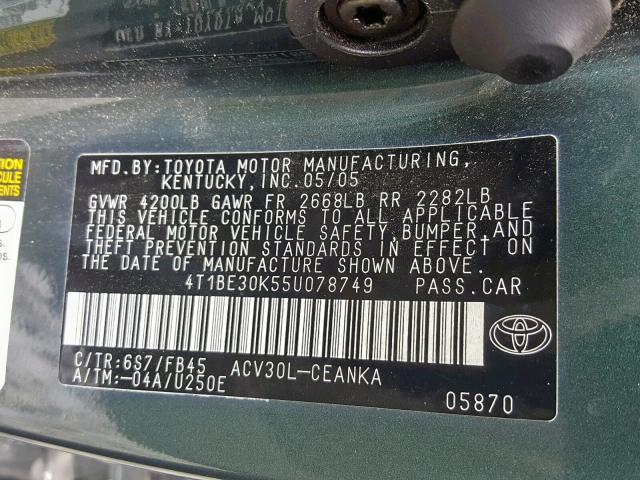 MFD.BY:TOYOTA MOTOR MANUFACTURING,
KENTUCKY,INC.05/05
GVWR 4200LB GAWR FR 2668LB RR 2282LB
THIS VEHICLE CONFORMS TO ALL APPLICABLE
FEDERAL MOTOR VEHICLE SAFETY,BUMPER,AND
THEFT PREVENTION STANDARDS IN EFFECT ON
THE DATE OF MANUFACTURE SHOWN ABOVE.
4T1BE30K55U078749 PASS.CAR
C/TR:6S7/FB45 ACV30L-CEANKA
A/TM:-04A/U250E
05870